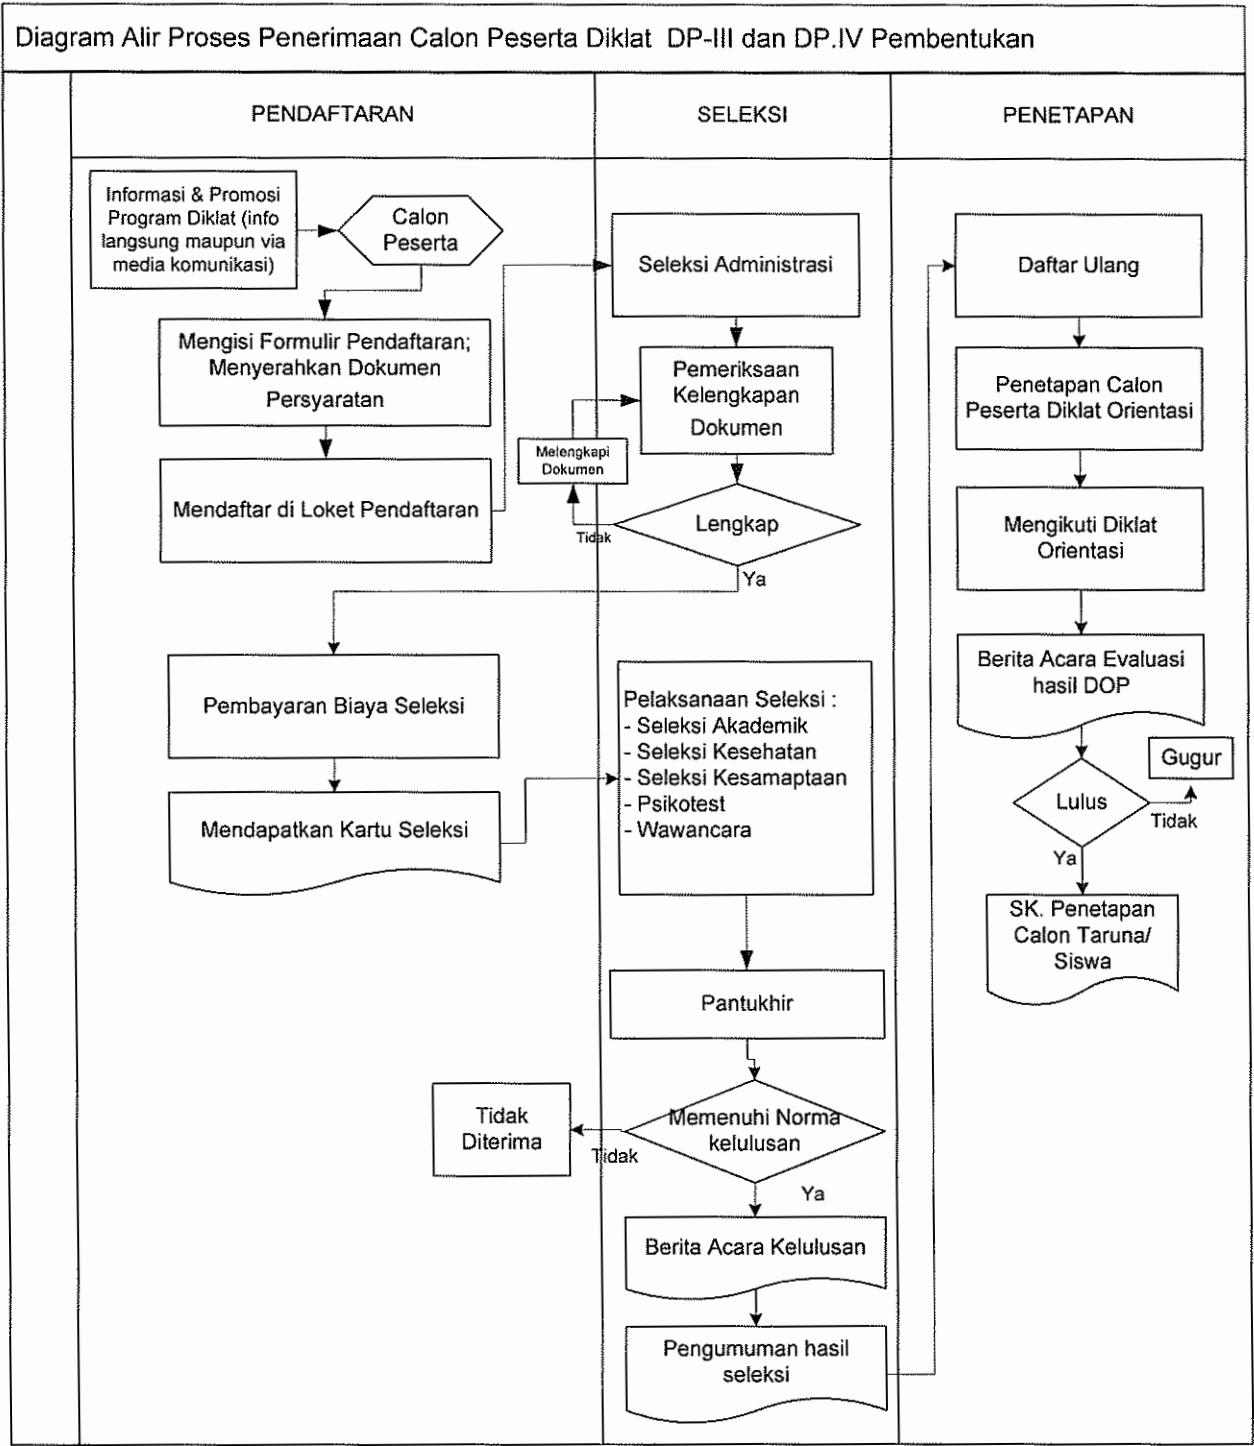 Diagram Alir Proses Penerimaan Calon Peserta Diklat DP-III dan DP.IV Pembentukan
PENDAFTARAN
SELEKSI
PENETAPAN
Informasi & Promosi
Program Diklat (info
langsung maupun via
media komunikasi)
Calon
Peserta
Mengisi Formulir Pendaftaran;
Menyerahkan Dokumen
Persyaratan
Mendaftar di Loket Pendaftaran
Seleksi Administrasi
Pemeriksaan
Kelengkapan
Dokumen
Melengkapi
Dokumen
Lengkap
Tidak
Ya
Pembayaran Biaya Seleksi
Mendapatkan Kartu Seleksi
Pelaksanaan Seleksi :
- Seleksi Akademik
- Seleksi Kesehatan
- Seleksi Kesamaptaan
- Psikotest
- Wawancara
Pantukhir
Memenuhi Norma
kelulusan
Tidak
Tidak
Diterima
Ya
Berita Acara Kelulusan
Pengumuman hasil
seleksi
Daftar Ulang
Penetapan Calon
Peserta Diklat Orientasi
Mengikuti Diklat
Orientasi
Berita Acara Evaluasi
hasil DOP
Gugur
Lulus
Tidak
Ya
SK. Penetapan
Calon Taruna/
Siswa